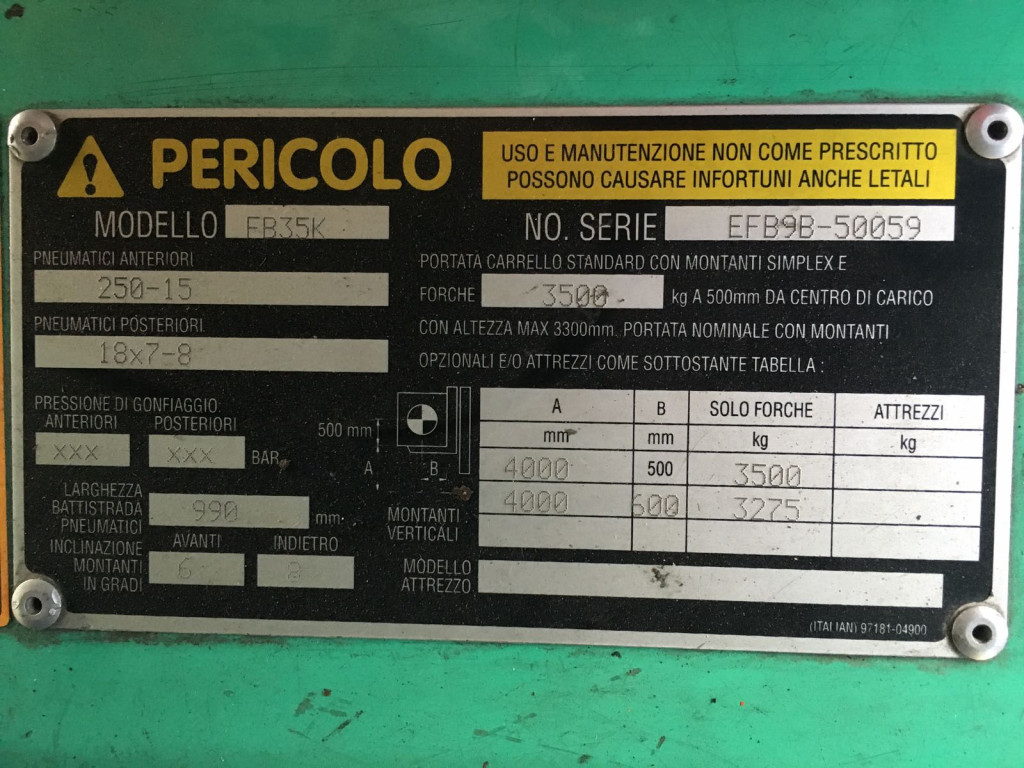 PERICOLO
USO E MANUTENZIONE NON COME PRESCRITTO
POSSONO CAUSARE INFORTUNI ANCHE LETALI
MODELLO FB35K
NO. SERIE EFB9B-50059
PNEUMATICI ANTERIORI
250-15
PNEUMATICI POSTERIORI
18x7-8
PORTATA CARRELLO STANDARD CON MONTANTI SIMPLEX E
FORCHE 3500 kg A 500mm DA CENTRO DI CARICO
CON ALTEZZA MAX 3300mm. PORTATA NOMINALE CON MONTANTI
OPZIONALI E/O ATTREZZI COME SOTTOSTANTE TABELLA :
PRESSIONE DI GONFIAGGIO:
ANTERIORI POSTERIORI
xxx xxx BAR
LARGHEZZA
BATTISTRADA
PNEUMATICI
990 mm
INCLINAZIONE
MONTANTI
IN GRADI
AVANTI INDIETRO
6 8
500 mm
A B
MONTANTI
VERTICALI
A B SOLO FORCHE ATTREZZI
mm mm kg kg
4000 500 3500
4000 600 3275
MODELLO
ATTREZZO
(ITALIAN) 97181-04900